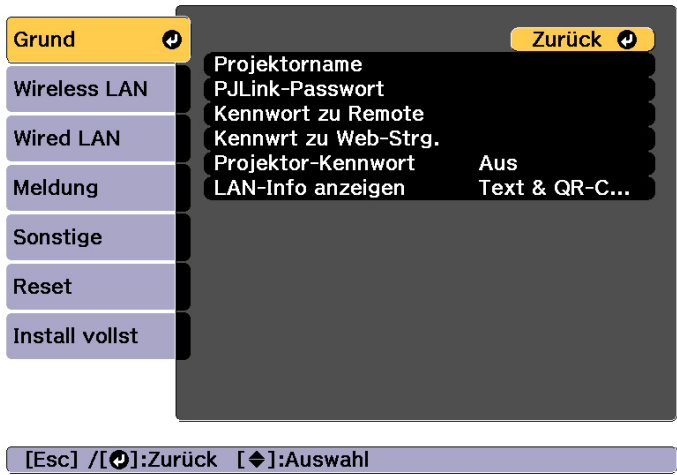 Grund
Zurück
Projektorname
PJLink-Passwort
Wireless LAN
Kennwort zu Remote
Kennwrt zu Web-Strg.
Wired LAN
Projektor-Kennwort Aus
LAN-Info anzeigen Text & QR-C...
Meldung
Sonstige
Reset
Install vollst
[Esc] /[]:Zurück []:Auswahl